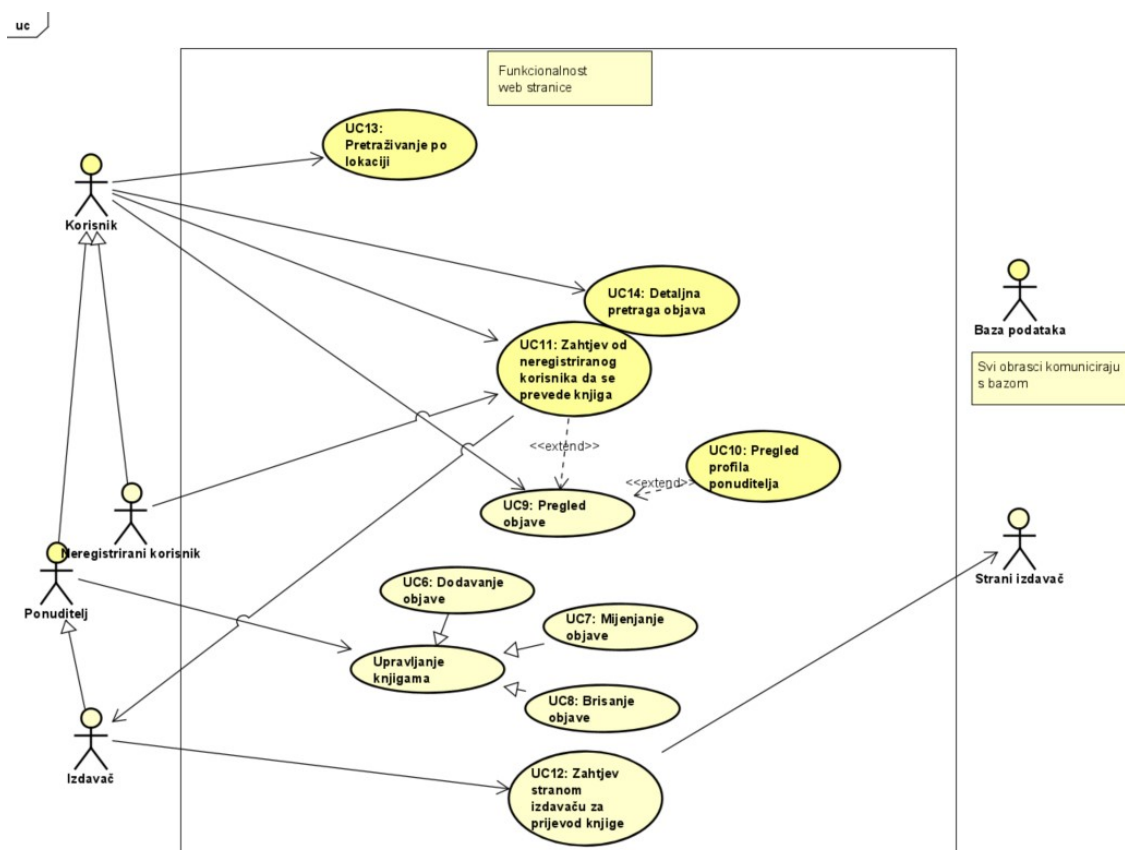 uc
Funkcionalnost
web stranice
UC13:
Pretraživanje po
lokaciji
Korisnik
UC14: Detaljna
pretraga objava
Baza podataka
UC11: Zahtjev od
neregistriranog
korisnika da se
prevede knjiga
Svi obrasci komuniciraju
s bazom
<<extend>>
UC10: Pregled
profila
ponuditelja
<<extend>>
UC9: Pregled
objave
Neregistrirani korisnik
Strani izdavač
UC6: Dodavanje
objave
Ponuditelj
UC7: Mijenjanje
objave
Upravljanje
knjigama
UC8: Brisanje
objave
Izdavač
UC12: Zahtjev
stranom
izdavaču za
prijevod knjige